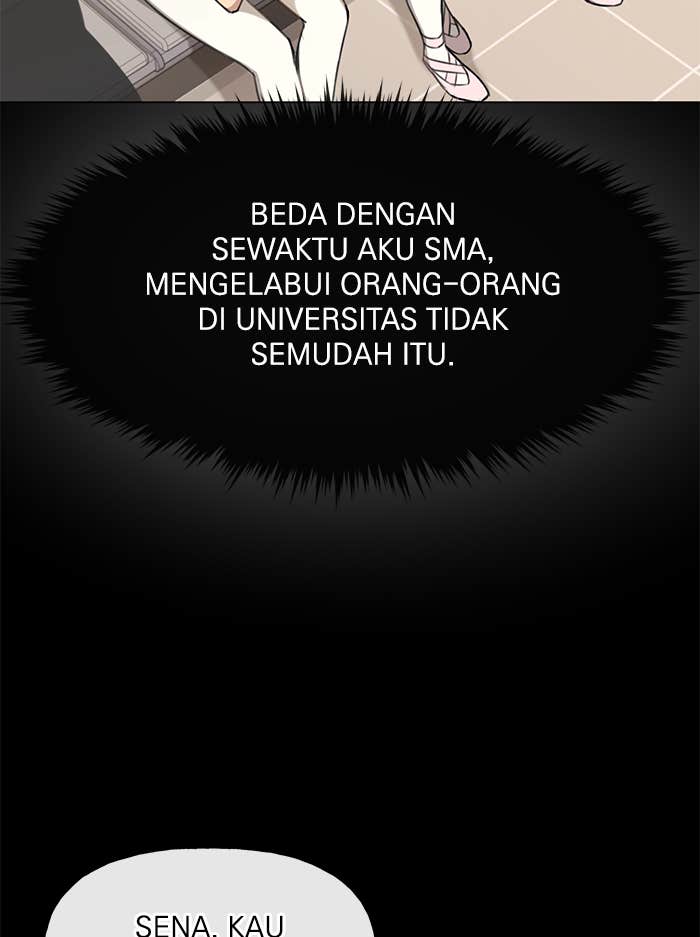 BEDA DENGAN
SEWAKTU AKU SMA,
MENGELABUI ORANG-ORANG
DI UNIVERSITAS TIDAK
SEMUDAH ITU.
SENA, KAU